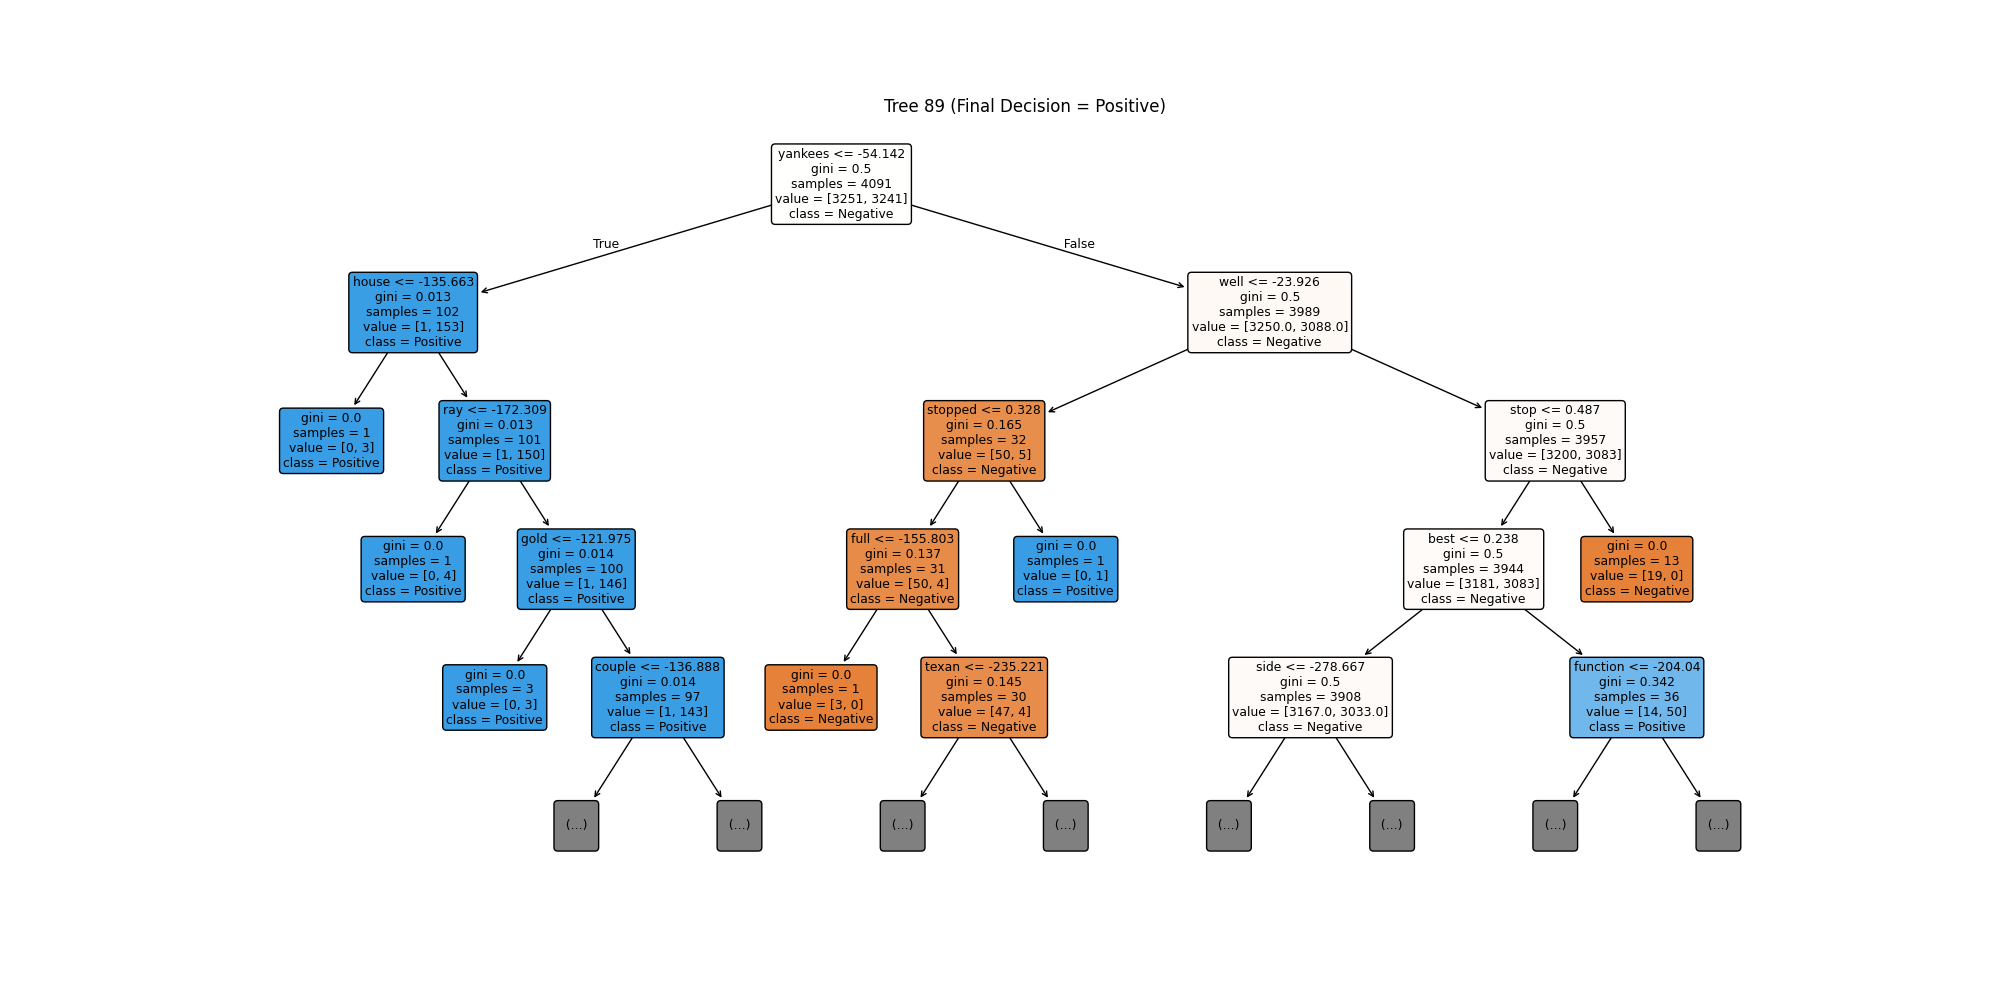 Tree 89 (Final Decision = Positive)
yankees <= -54.142
gini = 0.5
samples = 4091
value = [3251, 3241]
class = Negative
True
False
house <= -135.663
gini = 0.013
samples = 102
value = [1, 153]
class = Positive
well <= -23.926
gini = 0.5
samples = 3989
value = [3250.0, 3088.0]
class = Negative
gini = 0.0
samples = 1
value = [0, 3]
class = Positive
ray <= -172.309
gini = 0.013
samples = 101
value = [1, 150]
class = Positive
stopped <= 0.328
gini = 0.165
samples = 32
value = [50, 5]
class = Negative
stop <= 0.487
gini = 0.5
samples = 3957
value = [3200, 3083]
class = Negative
gini = 0.0
samples = 1
value = [0, 4]
class = Positive
gold <= -121.975
gini = 0.014
samples = 100
value = [1, 146]
class = Positive
full <= -155.803
gini = 0.137
samples = 31
value = [50, 4]
class = Negative
gini = 0.0
samples = 1
value = [0, 1]
class = Positive
best <= 0.238
gini = 0.5
samples = 3944
value = [3181, 3083]
class = Negative
gini = 0.0
samples = 13
value = [19, 0]
class = Negative
gini = 0.0
samples = 3
value = [0, 3]
class = Positive
couple <= -136.888
gini = 0.014
samples = 97
value = [1, 143]
class = Positive
gini = 0.0
samples = 1
value = [3, 0]
class = Negative
texan <= -235.221
gini = 0.145
samples = 30
value = [47, 4]
class = Negative
side <= -278.667
gini = 0.5
samples = 3908
value = [3167.0, 3033.0]
class = Negative
function <= -204.04
gini = 0.342
samples = 36
value = [14, 50]
class = Positive
(...)
(...)
(...)
(...)
(...)
(...)
(...)
(...)